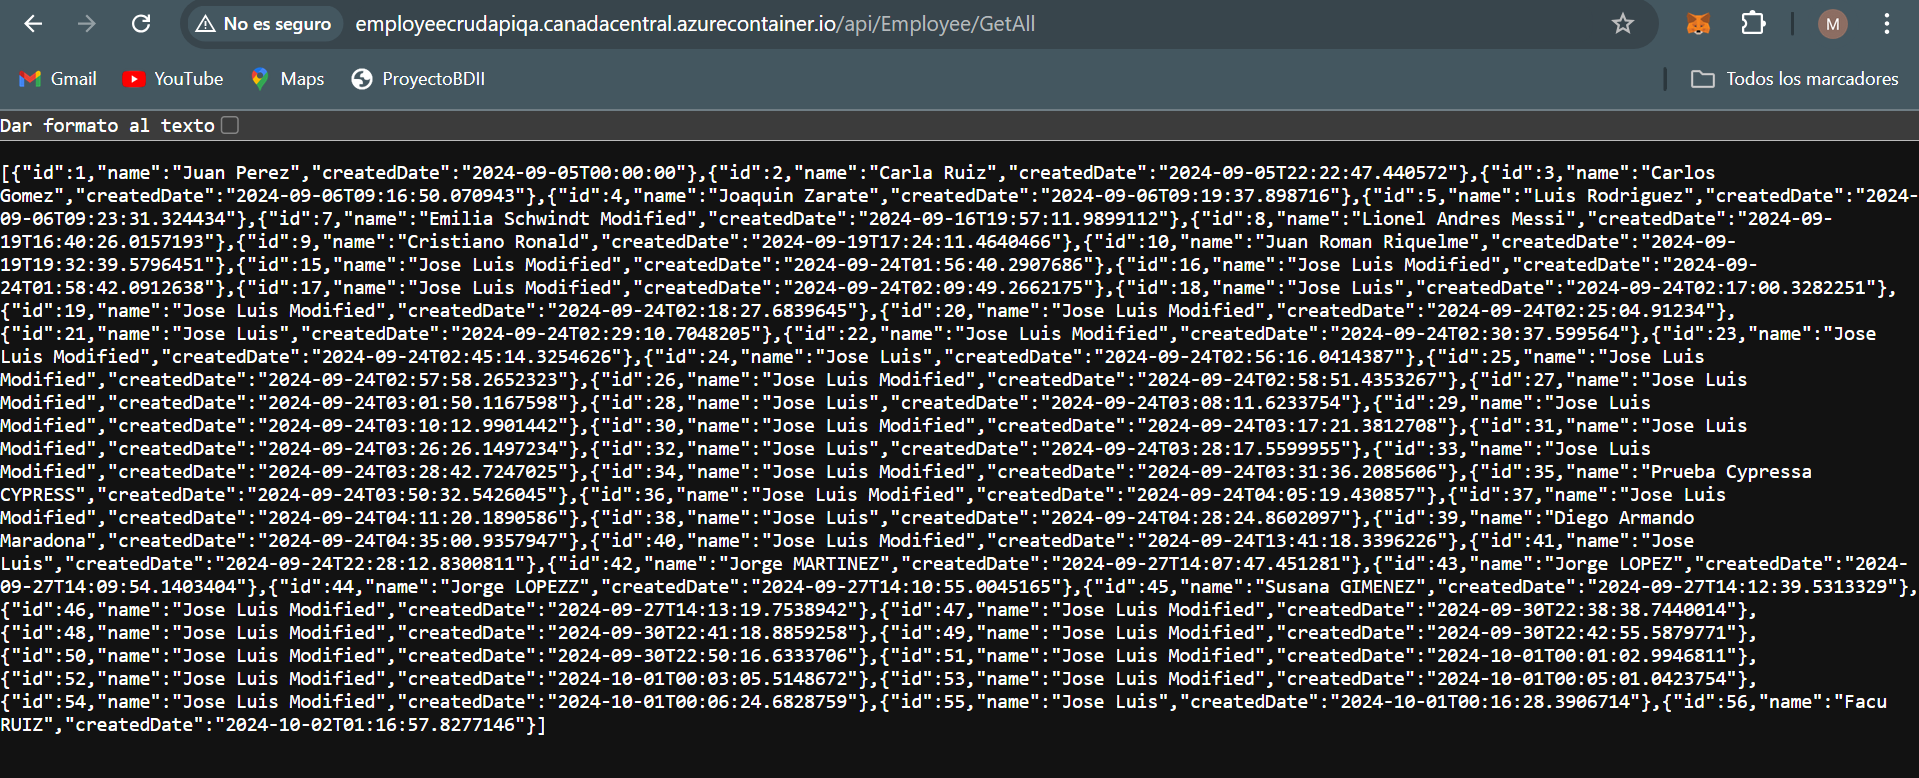 No es seguro employeecrudapiqa.canadacentral.azurecontainer.io/api/Employee/GetAll M
Gmail YouTube Maps ProyectoBDII Todos los marcadores
Dar formato al texto
[{"id":1,"name":"Juan Perez","createdDate":"2024-09-05T00:00:00"},{"id":2,"name":"Carla Ruiz","createdDate":"2024-09-05T22:22:47.440572"},{"id":3,"name":"Carlos
Gomez","createdDate":"2024-09-06T09:16:50.070943"},{"id":4,"name":"Joaquin Zarate","createdDate":"2024-09-06T09:19:37.898716"},{"id":5,"name":"Luis Rodriguez","createdDate":"2024-
09-06T09:23:31.324434"},{"id":7,"name":"Emilia Schwindt Modified","createdDate":"2024-09-16T19:57:11.9899112"},{"id":8,"name":"Lionel Andres Messi","createdDate":"2024-09-
19T16:40:26.0157193"},{"id":9,"name":"Cristiano Ronald","createdDate":"2024-09-19T17:24:11.4640466"},{"id":10,"name":"Juan Roman Riquelme","createdDate":"2024-09-
19T19:32:39.5796451"},{"id":15,"name":"Jose Luis Modified","createdDate":"2024-09-24T01:56:40.2907686"},{"id":16,"name":"Jose Luis Modified","createdDate":"2024-09-
24T01:58:42.0912638"},{"id":17,"name":"Jose Luis Modified","createdDate":"2024-09-24T02:09:49.2662175"},{"id":18,"name":"Jose Luis","createdDate":"2024-09-24T02:17:00.3282251"},
{"id":19,"name":"Jose Luis Modified","createdDate":"2024-09-24T02:18:27.6839645"},{"id":20,"name":"Jose Luis Modified","createdDate":"2024-09-24T02:25:04.91234"},
{"id":21,"name":"Jose Luis","createdDate":"2024-09-24T02:29:10.7048205"},{"id":22,"name":"Jose Luis Modified","createdDate":"2024-09-24T02:30:37.599564"},{"id":23,"name":"Jose
Luis Modified","createdDate":"2024-09-24T02:45:14.3254626"},{"id":24,"name":"Jose Luis","createdDate":"2024-09-24T02:56:16.0414387"},{"id":25,"name":"Jose Luis
Modified","createdDate":"2024-09-24T02:57:58.2652323"},{"id":26,"name":"Jose Luis Modified","createdDate":"2024-09-24T02:58:51.4353267"},{"id":27,"name":"Jose Luis
Modified","createdDate":"2024-09-24T03:01:50.1167598"},{"id":28,"name":"Jose Luis","createdDate":"2024-09-24T03:08:11.6233754"},{"id":29,"name":"Jose Luis
Modified","createdDate":"2024-09-24T03:10:12.9901442"},{"id":30,"name":"Jose Luis Modified","createdDate":"2024-09-24T03:17:21.3812708"},{"id":31,"name":"Jose Luis
Modified","createdDate":"2024-09-24T03:26:26.1497234"},{"id":32,"name":"Jose Luis","createdDate":"2024-09-24T03:28:17.5599955"},{"id":33,"name":"Jose Luis
Modified","createdDate":"2024-09-24T03:28:42.7247025"},{"id":34,"name":"Jose Luis Modified","createdDate":"2024-09-24T03:31:36.2085606"},{"id":35,"name":"Prueba Cypressa
CYPRESS","createdDate":"2024-09-24T03:50:32.5426045"},{"id":36,"name":"Jose Luis Modified","createdDate":"2024-09-24T04:05:19.430857"},{"id":37,"name":"Jose Luis
Modified","createdDate":"2024-09-24T04:11:20.1890586"},{"id":38,"name":"Jose Luis","createdDate":"2024-09-24T04:28:24.8602097"},{"id":39,"name":"Diego Armando
Maradona","createdDate":"2024-09-24T04:35:00.9357947"},{"id":40,"name":"Jose Luis Modified","createdDate":"2024-09-24T13:41:18.3396226"},{"id":41,"name":"Jose
Luis","createdDate":"2024-09-24T22:28:12.8300811"},{"id":42,"name":"Jorge MARTINEZ","createdDate":"2024-09-27T14:07:47.451281"},{"id":43,"name":"Jorge LOPEZ","createdDate":"2024-
09-27T14:09:54.1403404"},{"id":44,"name":"Jorge LOPEZZ","createdDate":"2024-09-27T14:10:55.0045165"},{"id":45,"name":"Susana GIMENEZ","createdDate":"2024-09-27T14:12:39.5313329"},
{"id":46,"name":"Jose Luis Modified","createdDate":"2024-09-27T14:13:19.7538942"},{"id":47,"name":"Jose Luis Modified","createdDate":"2024-09-30T22:38:38.7440014"},
{"id":48,"name":"Jose Luis Modified","createdDate":"2024-09-30T22:41:18.8859258"},{"id":49,"name":"Jose Luis Modified","createdDate":"2024-09-30T22:42:55.5879771"},
{"id":50,"name":"Jose Luis Modified","createdDate":"2024-09-30T22:50:16.6333706"},{"id":51,"name":"Jose Luis Modified","createdDate":"2024-10-01T00:01:02.9946811"},
{"id":52,"name":"Jose Luis Modified","createdDate":"2024-10-01T00:03:05.5148672"},{"id":53,"name":"Jose Luis Modified","createdDate":"2024-10-01T00:05:01.0423754"},
{"id":54,"name":"Jose Luis Modified","createdDate":"2024-10-01T00:06:24.6828759"},{"id":55,"name":"Jose Luis","createdDate":"2024-10-01T00:16:28.3906714"},{"id":56,"name":"Facu
RUIZ","createdDate":"2024-10-02T01:16:57.8277146"}]